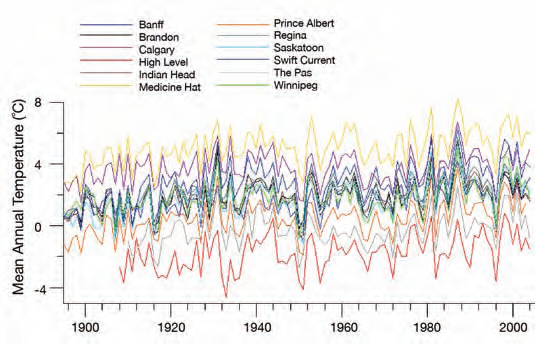 Banff
Brandon
Calgary
High Level
Indian Head
Medicine Hat
Prince Albert
Regina
Saskatoon
Swift Current
The Pas
Winnipeg
Mean Annual Temperature (°C)
8
4
0
-4
1900 1920 1940 1960 1980 2000